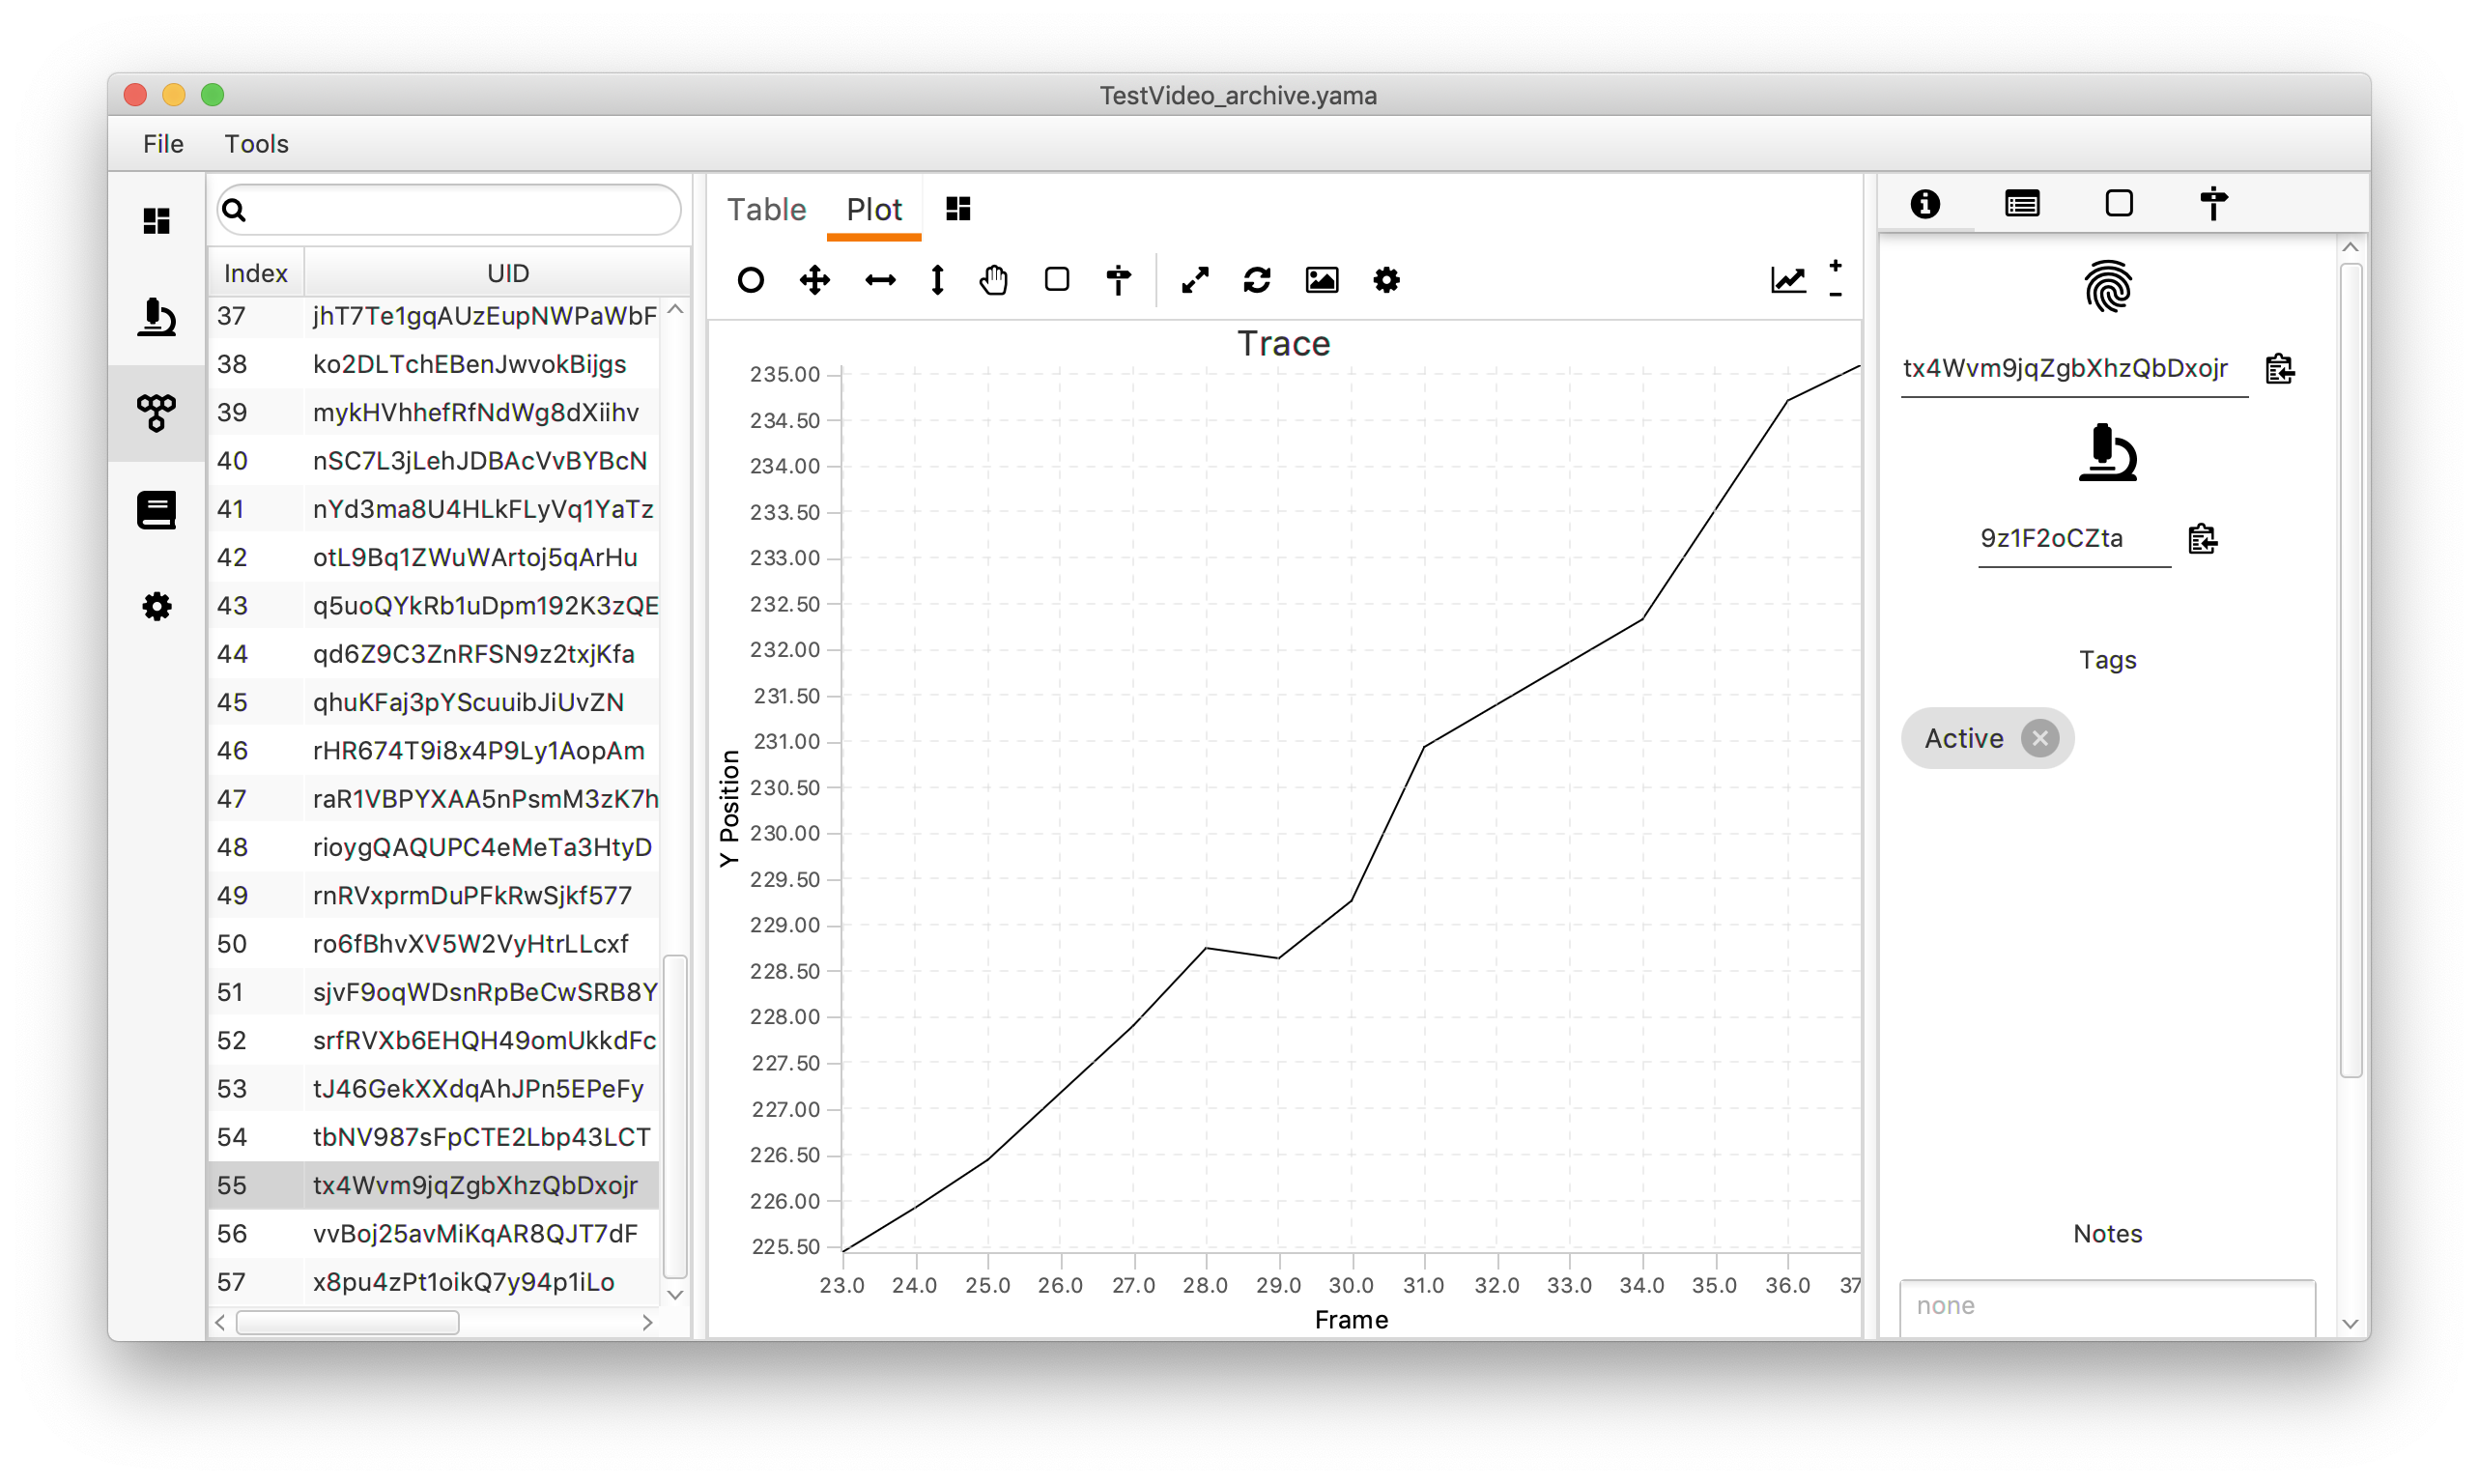 TestVideo_archive.yama
File Tools
Index UID
37 jhT7Te1gqAUzEupNWPaWbF
38 ko2DLTchEBenJwvokBijgs
39 mykHVhhefRfNdWg8dXiihv
40 nSC7L3jLehJDBAcVvBYBcN
41 nYd3ma8U4HLkFLyVq1YaTz
42 otL9Bq1ZWuWArtoj5qArHu
43 q5uoQYkRb1uDpm192K3zQE
44 qd6Z9C3ZnRFSN9z2txjKfa
45 qhuKFaj3pYScuuibJiUvZN
46 rHR674T9i8x4P9Ly1AopAm
47 raR1VBPYXAA5nPsmM3zK7h
48 rioygQAQUPC4eMeTa3HtyD
49 rnRVxprmDuPFkRwSjkf577
50 ro6fBhvXV5W2VyHtrLLcxf
51 sjvF9oqWDsnRpBeCwSRB8Y
52 srfRVXb6EHQH49omUkkdFc
53 tJ46GekXXdqAhJPn5EPeFy
54 tbNV987sFpCTE2Lbp43LCT
55 tx4Wvm9jqZgbXhzQbDxojr
56 vvBoj25avMiKqAR8QJT7dF
57 x8pu4zPt1oikQ7y94p1iLo
Table Plot
Trace
235.00
234.50
234.00
233.50
233.00
232.50
232.00
231.50
231.00
230.50
230.00
229.50
229.00
228.50
228.00
227.50
227.00
226.50
226.00
225.50
Y Position
23.0 24.0 25.0 26.0 27.0 28.0 29.0 30.0 31.0 32.0 33.0 34.0 35.0 36.0 37
Frame
tx4Wvm9jqZgbXhzQbDxojr
9z1F2oCZta
Tags
Active
Notes
none